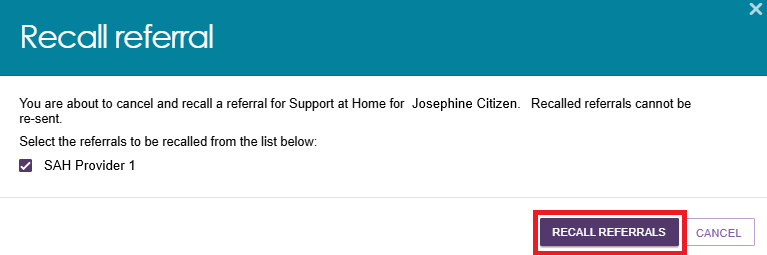 Recall referral
You are about to cancel and recall a referral for Support at Home for Josephine Citizen. Recalled referrals cannot be
re-sent.
Select the referrals to be recalled from the list below:
SAH Provider 1
RECALL REFERRALS
CANCEL